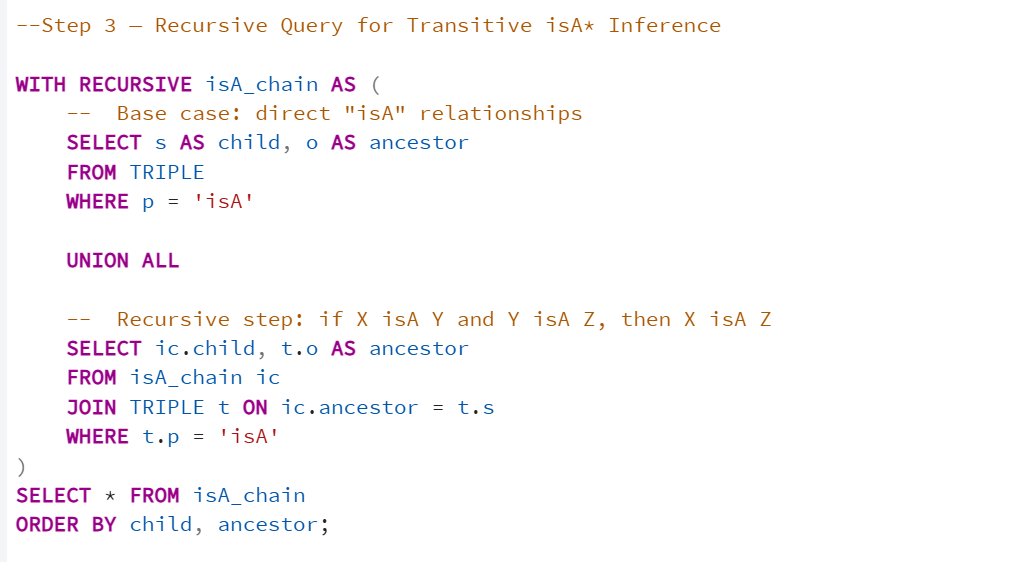 --Step 3 – Recursive Query for Transitive isA* Inference
WITH RECURSIVE isA_chain AS (
--  Base case: direct "isA" relationships
SELECT s AS child, o AS ancestor
FROM TRIPLE
WHERE p = 'isA'
UNION ALL
--  Recursive step: if X isA Y and Y isA Z, then X isA Z
SELECT ic.child, t.o AS ancestor
FROM isA_chain ic
JOIN TRIPLE t ON ic.ancestor = t.s
WHERE t.p = 'isA'
)
SELECT * FROM isA_chain
ORDER BY child, ancestor;